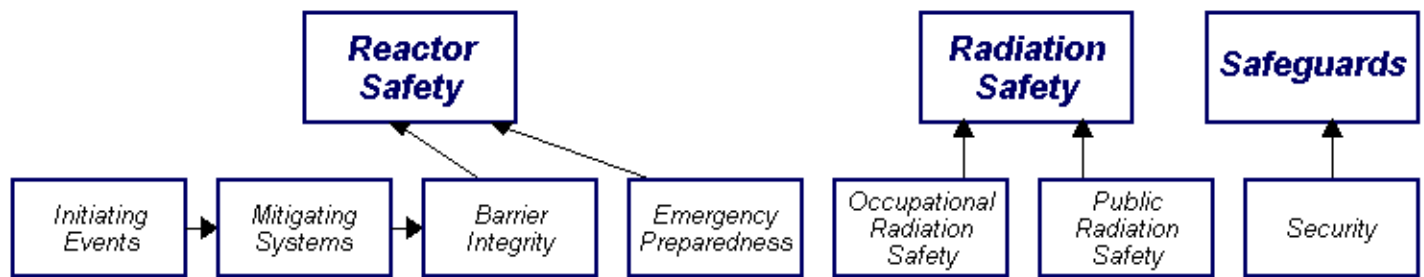 Reactor
Safety
Radiation
Safety
Safeguards
Initiating
Events
Mitigating
Systems
Barrier
Integrity
Emergency
Preparedness
Occupational
Radiation
Safety
Public
Radiation
Safety
Security